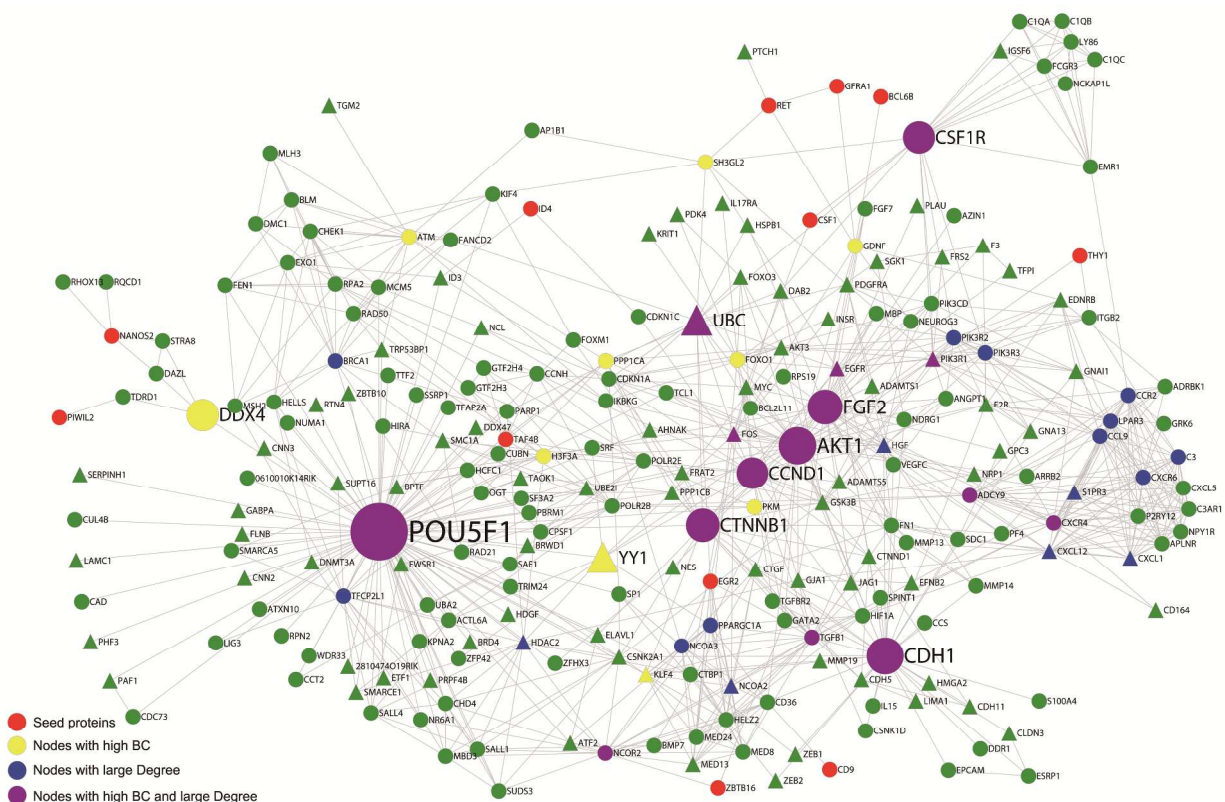 C1QA
C1QB
LY86
IGSF6
C1QC
FCGR3
NCKAP1L
PTCH1
GFRA1
BCL6B
RET
TGM2
CSF1R
AP1B1
MLH3
SH3GL2
EMR1
BLM
KIF4
IL17RA
PDK4
ID4
FGF7
PLAU
AZIN1
CSF1
DMC1
CHEK1
HSPB1
KRIT1
ATM
FANCD2
GDNF
F3
THY1
EXO1
SGK1
FRS2
TFPI
RHOX13
RQCD1
FEN1
RPA2
MCM5
ID3
FOXO3
DAB2
PDGFRA
EDNRB
RAD50
CDKN1C
UBC
INSR
MBP
PIK3CD
NEUROG3
ITGB2
NCL
NANOS2
STRA8
FOXM1
PIK3R2
TRP53BP1
AKT3
PIK3R3
BRCA1
PPP1CA
FOXO1
PIK3R1
DAZL
GTF2H4
CCNH
EGFR
GNAI1
TTF2
GTF2H3
CDKN1A
RPS19
ADAMTS1
ADRBK1
ZBTB10
SSRP1
TCL1
MYC
CCR2
TDRD1
IKBKG
ANGPT1
MSH2
HELLS
RTN4
TFAP2A
PARP1
BCL2L11
FGF2
F2R
PIWIL2
DDX4
NUMA1
HIRA
DDX47
NDRG1
LPAR3
GRK6
AHNAK
FOS
GNA13
CCL9
SMC1A
TAF4B
AKT1
HGF
CNN3
CUBN
SRF
GPC3
C3
H3F3A
POLR2E
VEGFC
SERPINH1
0610010K14RIK
HCFC1
FRAT2
CCND1
NRP1
ARRB2
CXCR6
SUPT16
BPTF
TAOK1
ADAMTS5
CXCL5
OGT
UBE2I
PPP1CB
ADCY9
S1PR3
SF3A2
POLR2B
PKM
GSK3B
C3AR1
GABPA
PBRM1
P2RY12
CUL4B
FLNB
POU5F1
CPSF1
CTNNB1
FN1
PF4
CXCR4
NPY1R
BRWD1
SDC1
APLNR
SMARCA5
RAD21
YY1
MMP13
CXCL12
CXCL1
LAMC1
DNMT3A
EWSR1
SAE1
CTGF
CTNND1
CNN2
TRIM24
EGR2
GJA1
JAG1
EFNB2
MMP14
CAD
TFCP2L1
SP1
TGFBR2
SPINT1
ATXN10
UBA2
HDGF
HIF1A
CD164
ACTL6A
PPARGC1A
GATA2
CCS
PHF3
LIG3
RPN2
KPNA2
BRD4
HDAC2
ELAVL1
NCOA3
TGFB1
WDR33
ZFP42
ZFHX3
CSNK2A1
MMP19
CDH1
CCT2
2810474O19RIK
ETF1
PRPF4B
KLF4
CTBP1
CDH5
HMGA2
PAF1
SMARCE1
NCOA2
LIMA1
S100A4
CHD4
CD36
IL15
CDH11
CDC73
SALL4
NR6A1
HELZ2
CSNK1D
CLDN3
MED24
ATF2
BMP7
MED8
ZEB1
DDR1
MBD3
SALL1
NCOR2
MED13
CD9
EPCAM
ESRP1
SUDS3
ZBTB16
ZEB2
Seed proteins
Nodes with high BC
Nodes with large Degree
Nodes with high BC and large Degree